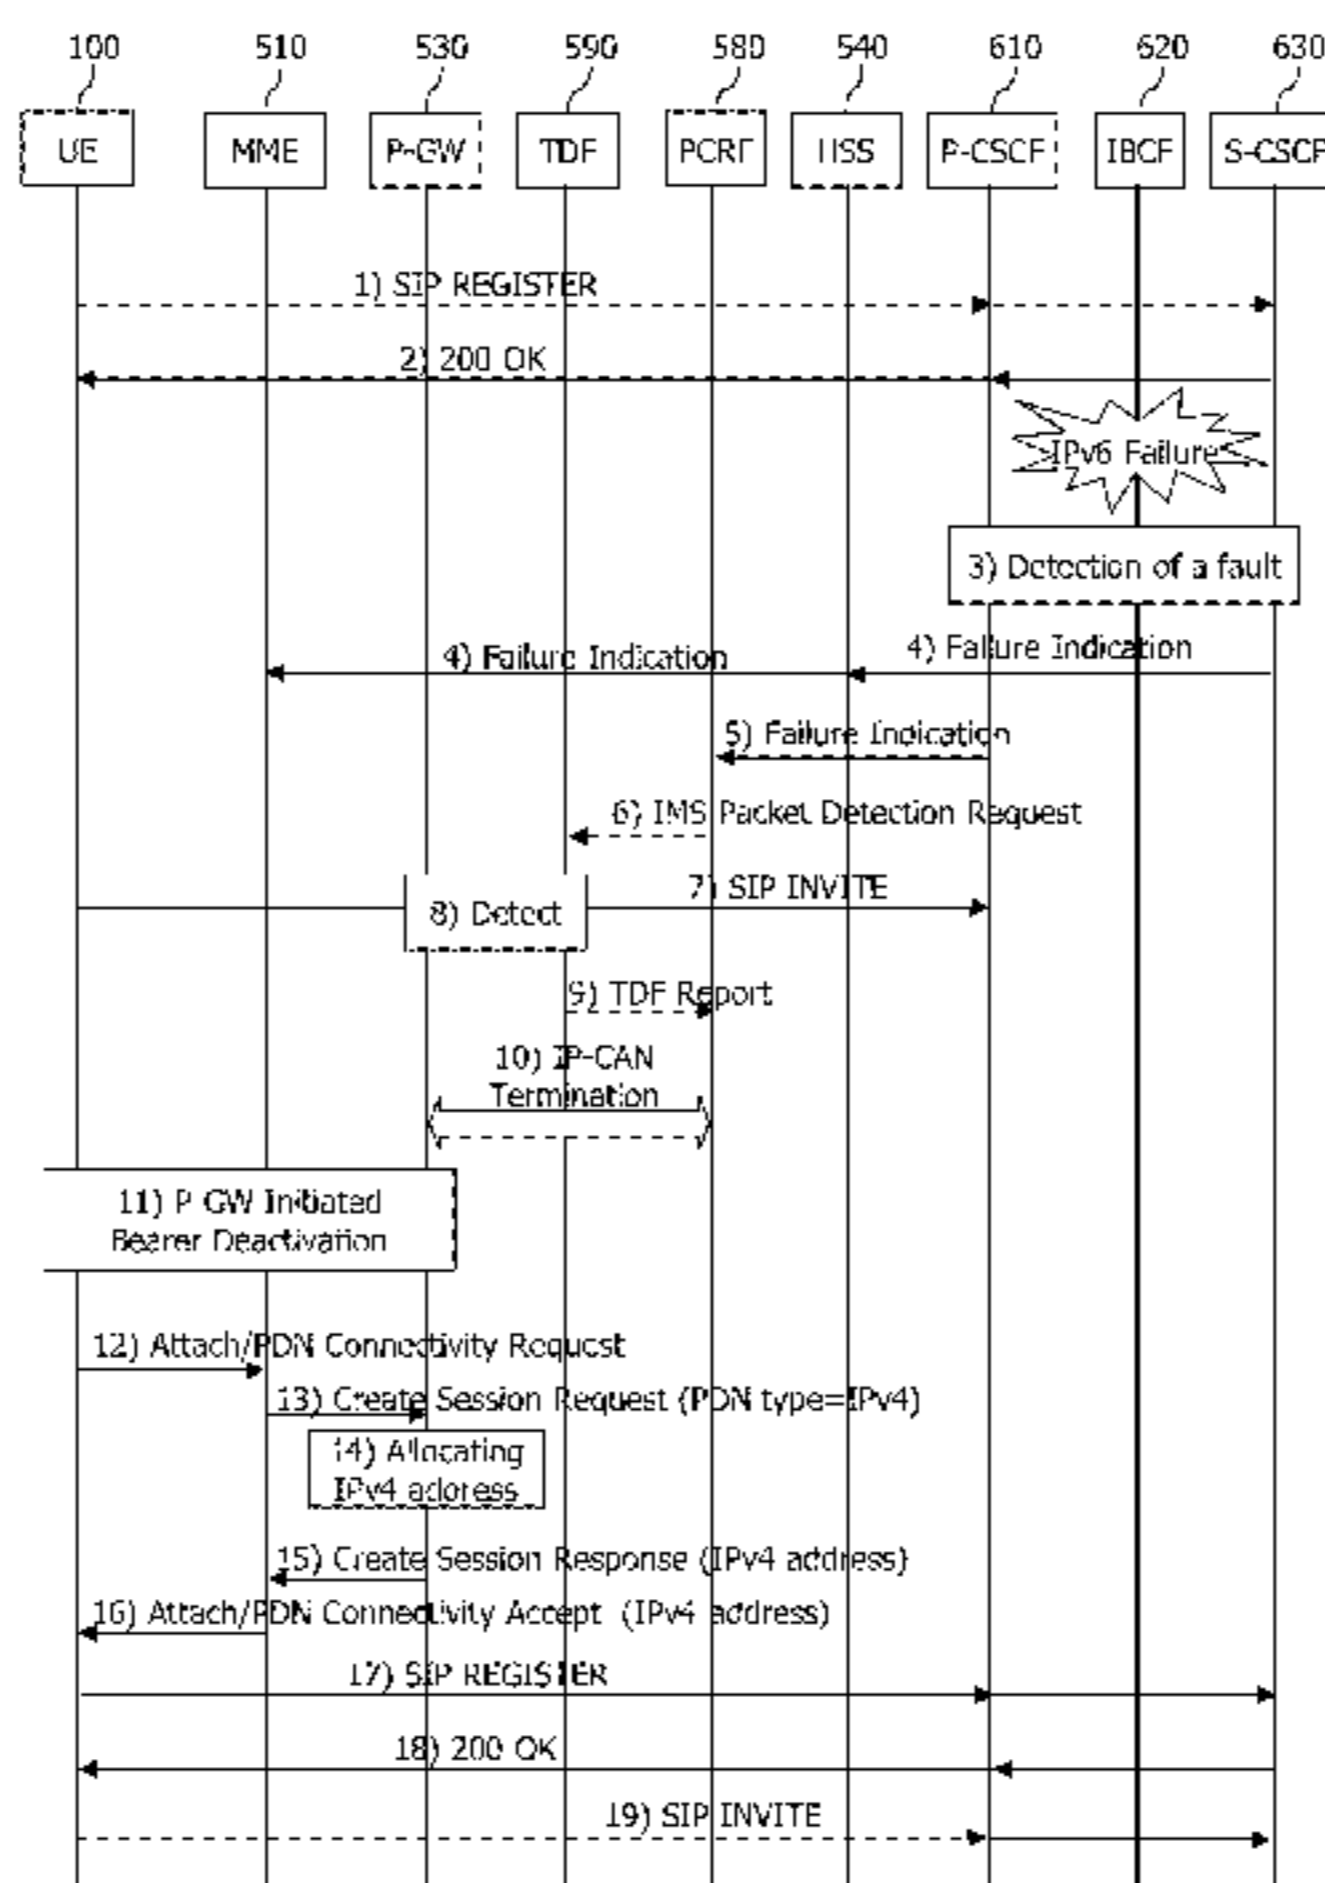 100 510 530 590 580 540 610 620 630
UE MME P-GW TDF PCRF HSS P-CSCF IBCF S-CSCF
1) SIP REGISTER
2) 200 OK
IPv6 Failure
3) Detection of a fault
4) Failure Indication
4) Failure Indication
5) Failure Indication
6) IMS Packet Detection Request
7) SIP INVITE
8) Detect
9) TDF Report
10) IP-CAN
Termination
11) P-GW Initiated
Bearer Deactivation
12) Attach/PDN Connectivity Request
13) Create Session Request (PDN type=IPv4)
14) Allocating
IPv4 address
15) Create Session Response (IPv4 address)
16) Attach/PDN Connectivity Accept (IPv4 address)
17) SIP REGISTER
18) 200 OK
19) SIP INVITE